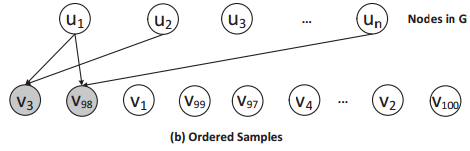 u1 u2 u3 ... un Nodes in G
v3 v98 v1 v99 v97 v4 ... v2 v100
(b) Ordered Samples